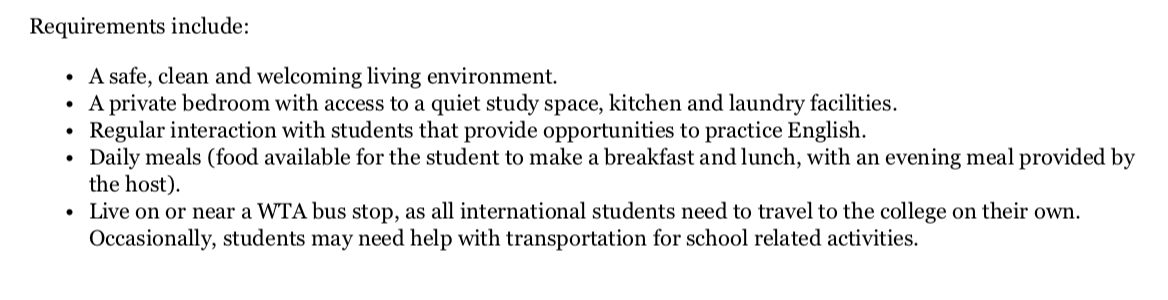 Requirements include:
• A safe, clean and welcoming living environment.
• A private bedroom with access to a quiet study space, kitchen and laundry facilities.
• Regular interaction with students that provide opportunities to practice English.
• Daily meals (food available for the student to make a breakfast and lunch, with an evening meal provided by
the host).
• Live on or near a WTA bus stop, as all international students need to travel to the college on their own.
Occasionally, students may need help with transportation for school related activities.